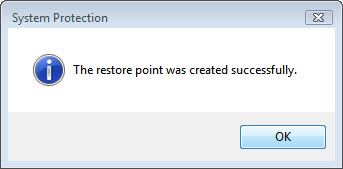 System Protection
The restore point was created successfully.
OK